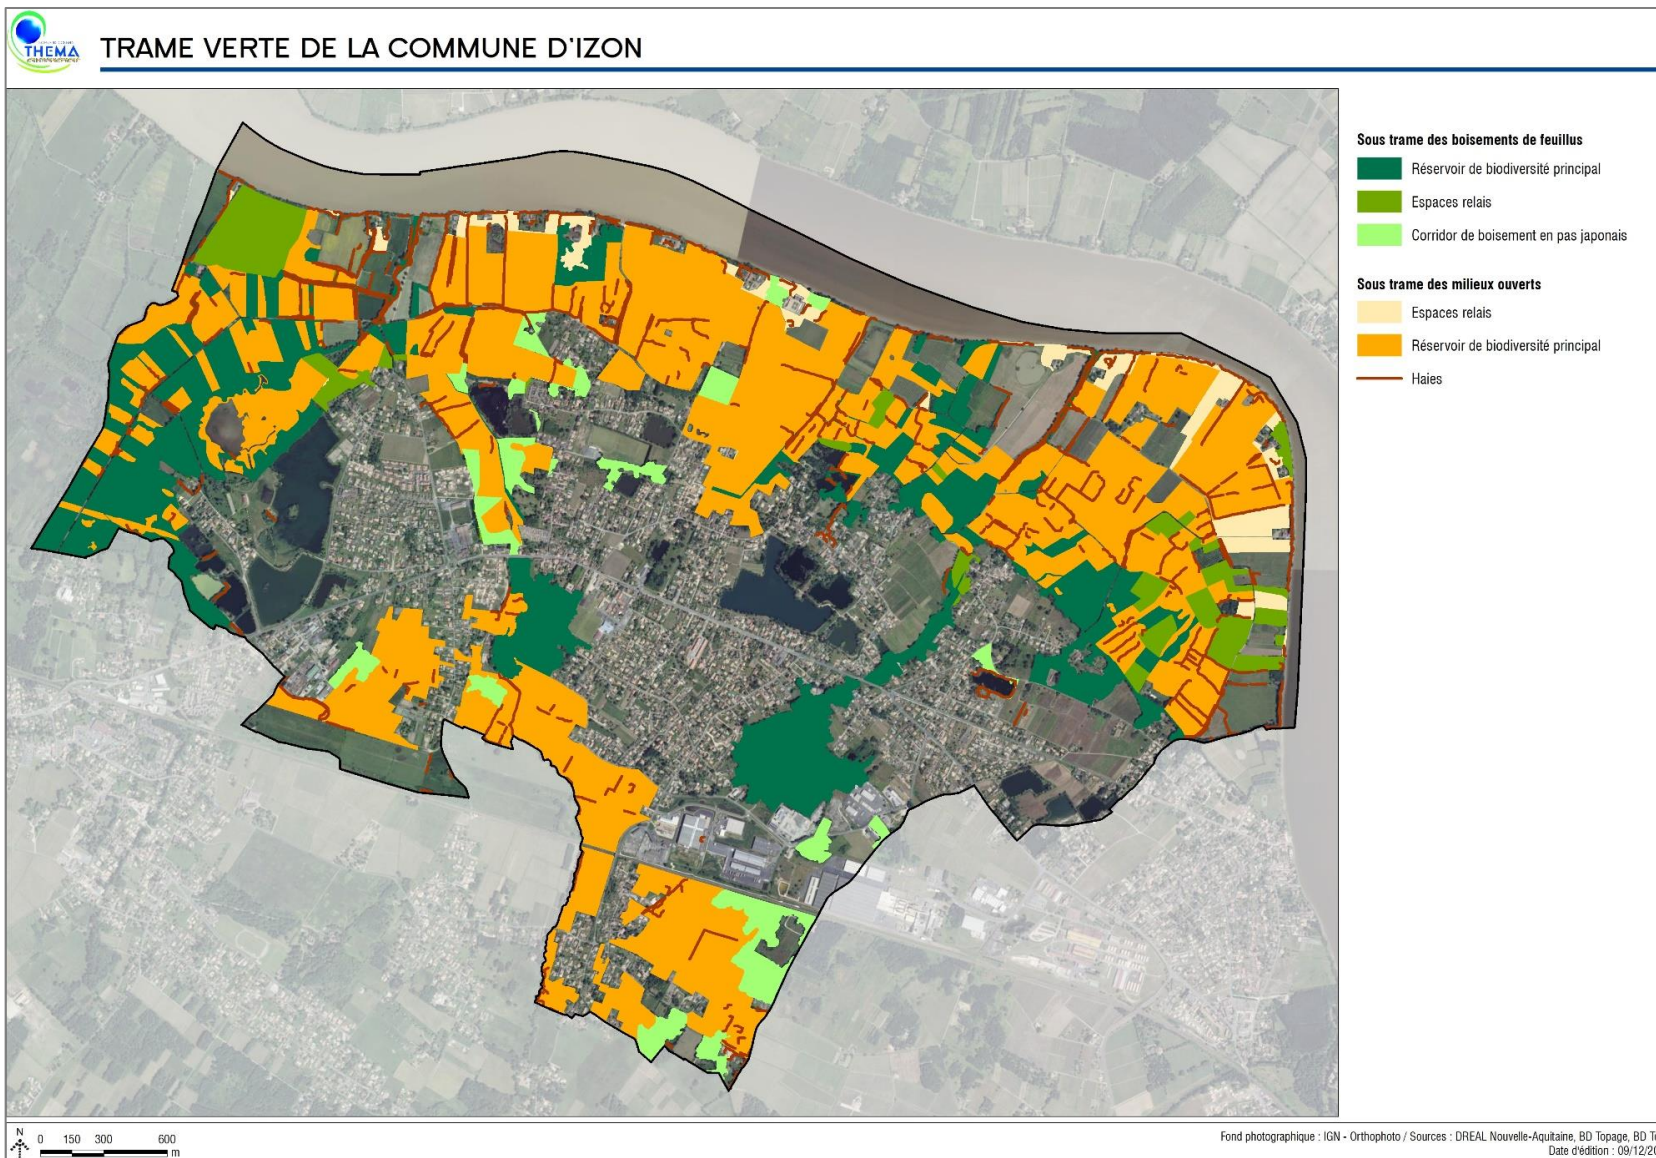 THEMA
TRAME VERTE DE LA COMMUNE D'IZON
Sous trame des boisements de feuillus
Réservoir de biodiversité principal
Espaces relais
Corridor de boisement en pas japonais
Sous trame des milieux ouverts
Espaces relais
Réservoir de biodiversité principal
Haies
N
0 150 300 600
m
Fond photographique : IGN - Orthophoto / Sources : DREAL Nouvelle-Aquitaine, BD Topage, BD To
Date d'édition : 09/12/20